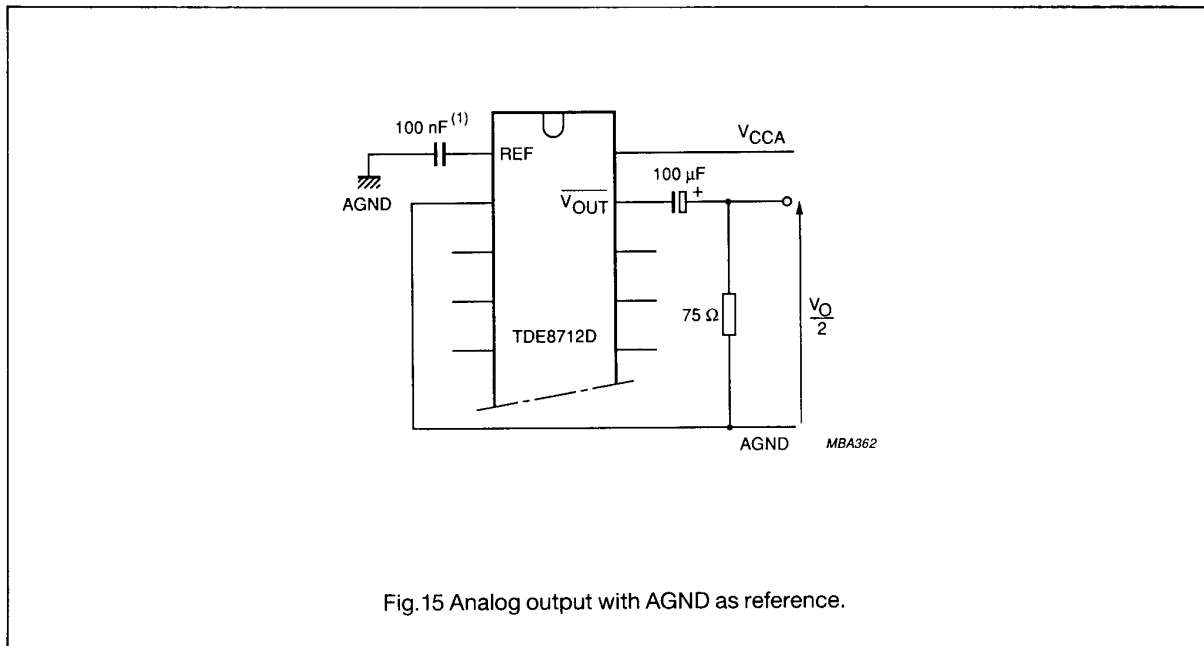 100 nF(1)
REF
VCCA
AGND
100 µF
+
VOUT
75 Ω
VO
2
TDE8712D
AGND
MBA362
Fig.15 Analog output with AGND as reference.